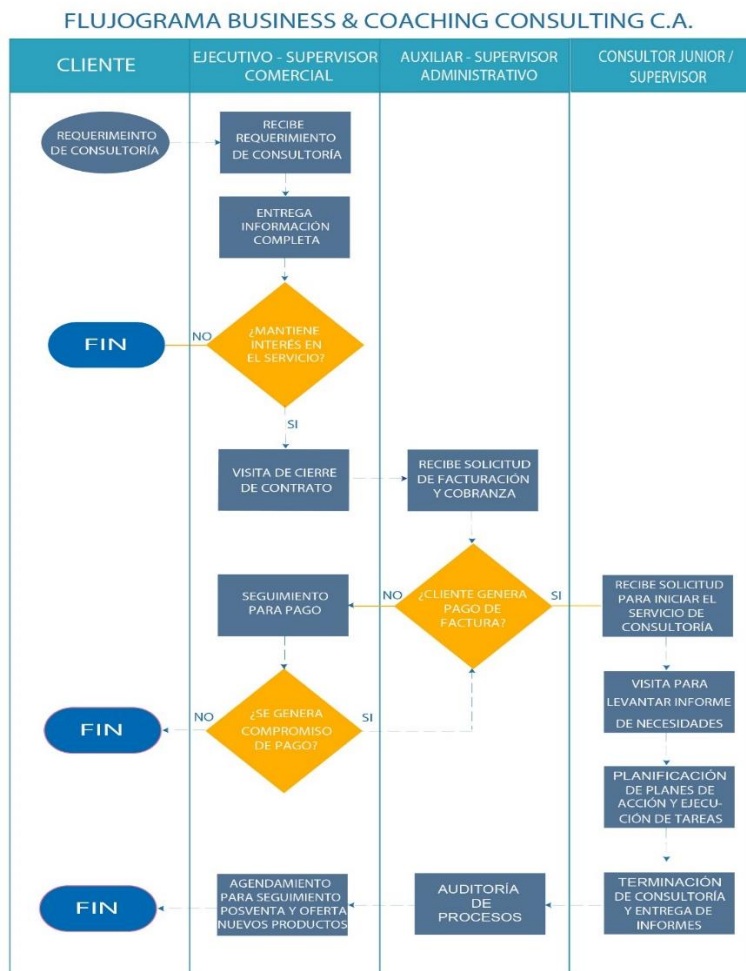 FLUJOGRAMA BUSINESS & COACHING CONSULTING C.A.
CLIENTE
EJECUTIVO - SUPERVISOR
COMERCIAL
AUXILIAR - SUPERVISOR
ADMINISTRATIVO
CONSULTOR JUNIOR /
SUPERVISOR
REQUERIMEINTO
DE CONSULTORÍA
RECIBE
REQUERIMIENTO
DE CONSULTORÍA
ENTREGA
INFORMACIÓN
COMPLETA
FIN
NO
¿MANTIENE
INTERÉS EN
EL SERVICIO?
SI
VISITA DE CIERRE
DE CONTRATO
RECIBE SOLICITUD
DE FACTURACIÓN
Y COBRANZA
SEGUIMIENTO
PARA PAGO
NO
¿CLIENTE GENERA
PAGO DE
FACTURA?
SI
RECIBE SOLICITUD
PARA INICIAR EL
SERVICIO DE
CONSULTORÍA
VISITA PARA
LEVANTAR INFORME
DE NECESIDADES
FIN
NO
¿SE GENERA
COMPROMISO
DE PAGO?
SI
PLANIFICACIÓN
DE PLANES DE
ACCIÓN Y EJECU-
CIÓN DE TAREAS
FIN
AGENDAMIENTO
PARA SEGUIMIENTO
POSVENTA Y OFERTA
NUEVOS PRODUCTOS
AUDITORÍA
DE
PROCESOS
TERMINACIÓN
DE CONSULTORÍA
Y ENTREGA DE
INFORMES